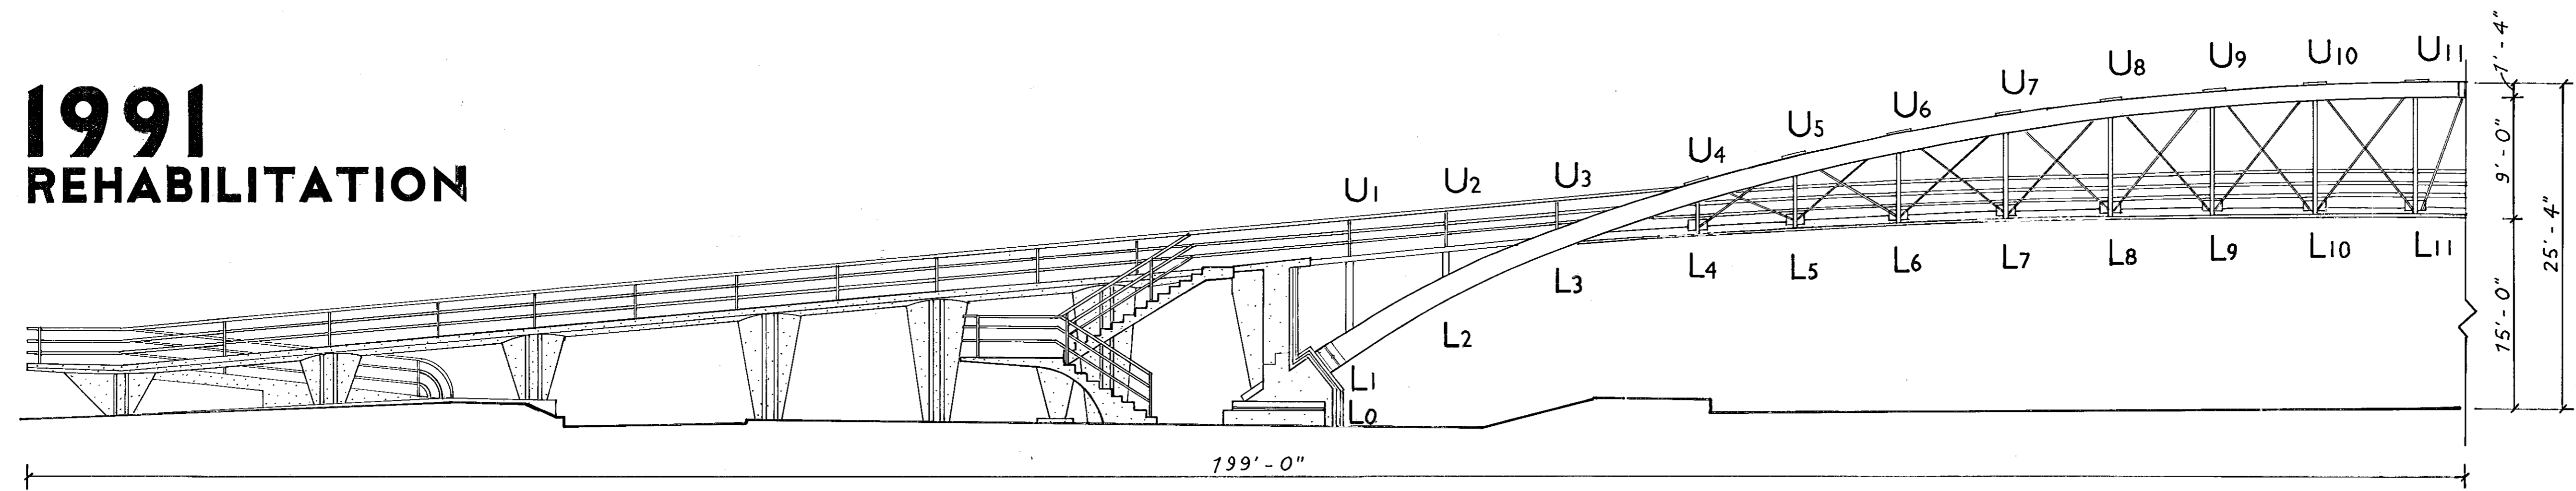 1991
REHABILITATION
U1 U2 U3 U4 U5 U6 U7 U8 U9 U10 U11
L0 L1 L2 L3 L4 L5 L6 L7 L8 L9 L10 L11
1'-4"
9'-0"
15'-0"
25'-4"
199'-0"